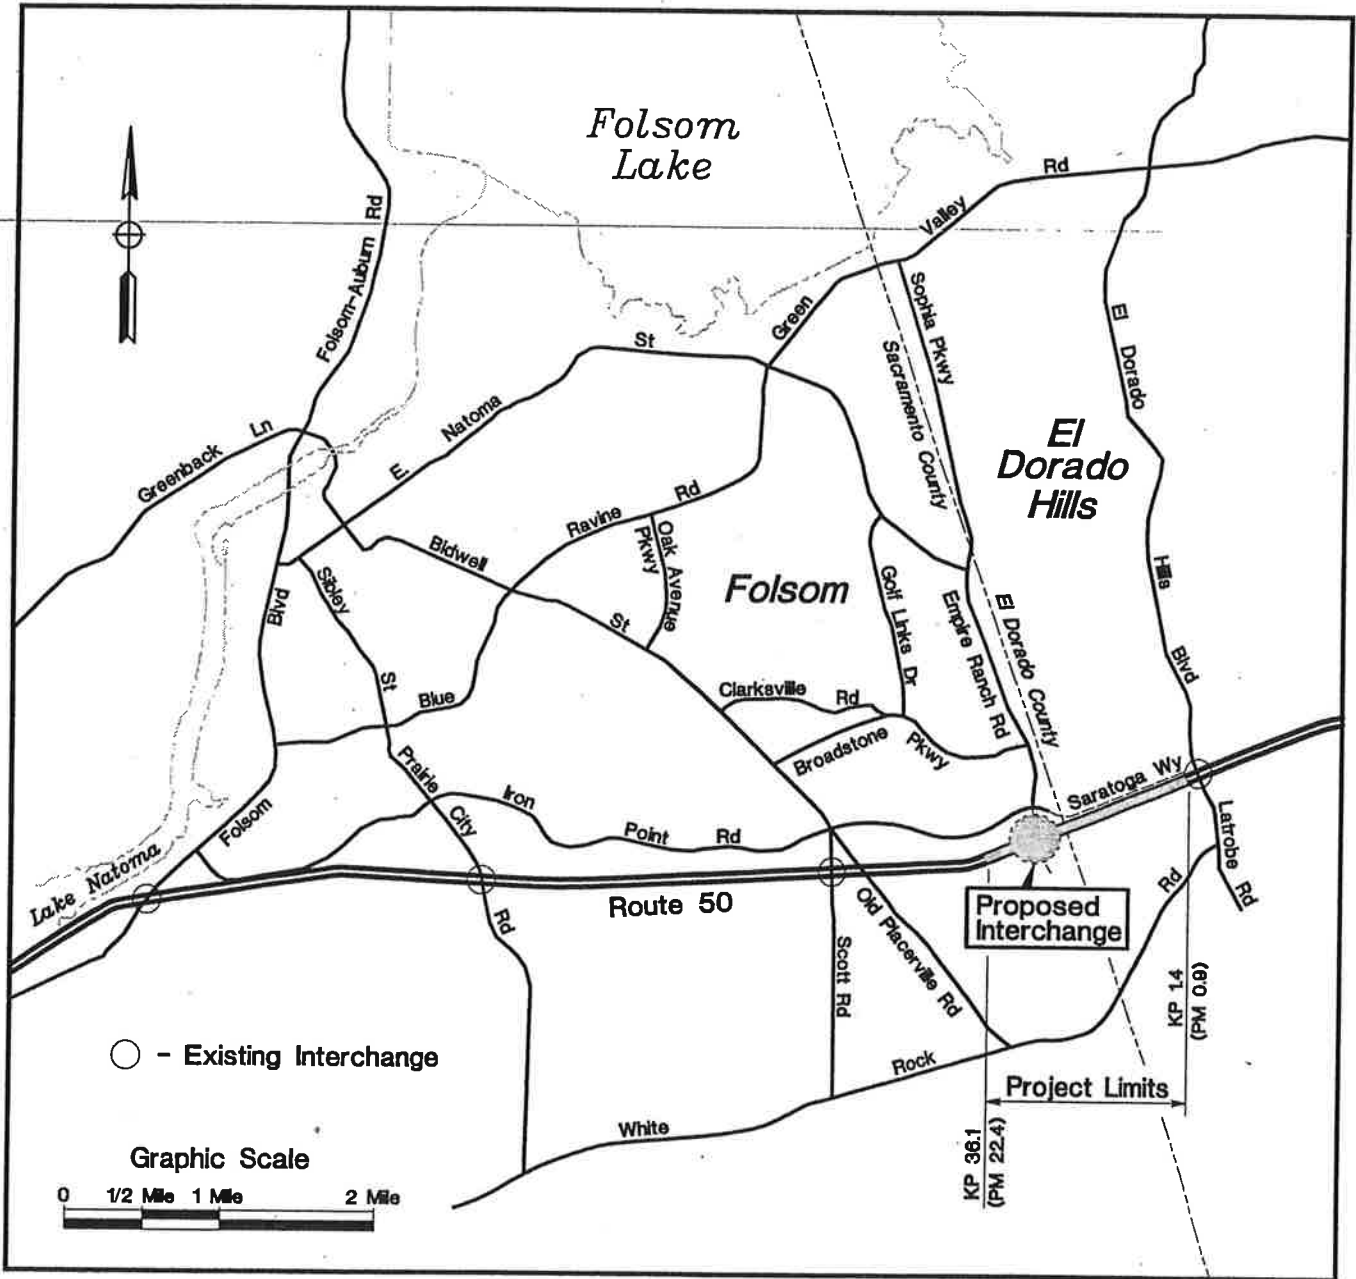 Folsom
Lake
Rd
Valley
Folsom-Auburn Rd
Green
Sophia Pkwy
El Dorado
St
Sacramento County
Greenback Ln
E. Natoma
El
Dorado
Hills
Ravine Rd
Oak Avenue
Pkwy
Bidwell
Sibley
Folsom
Hills
Golf Links Dr
Empire Ranch Rd
El Dorado County
Blvd
St
St
Blvd
Blue
Clarksville Rd
Broadstone Pkwy
Prairie
City
Iron
Point Rd
Saratoga Wy
Folsom
Latrobe Rd
Lake Natoma
Route 50
Rd
Proposed
Interchange
Rd
Old Placerville Rd
Scott Rd
KP 1.4
(PM 0.9)
- Existing Interchange
Rock
Project Limits
White
KP 36.1
(PM 22.4)
Graphic Scale
0 1/2 Mile 1 Mile 2 Mile